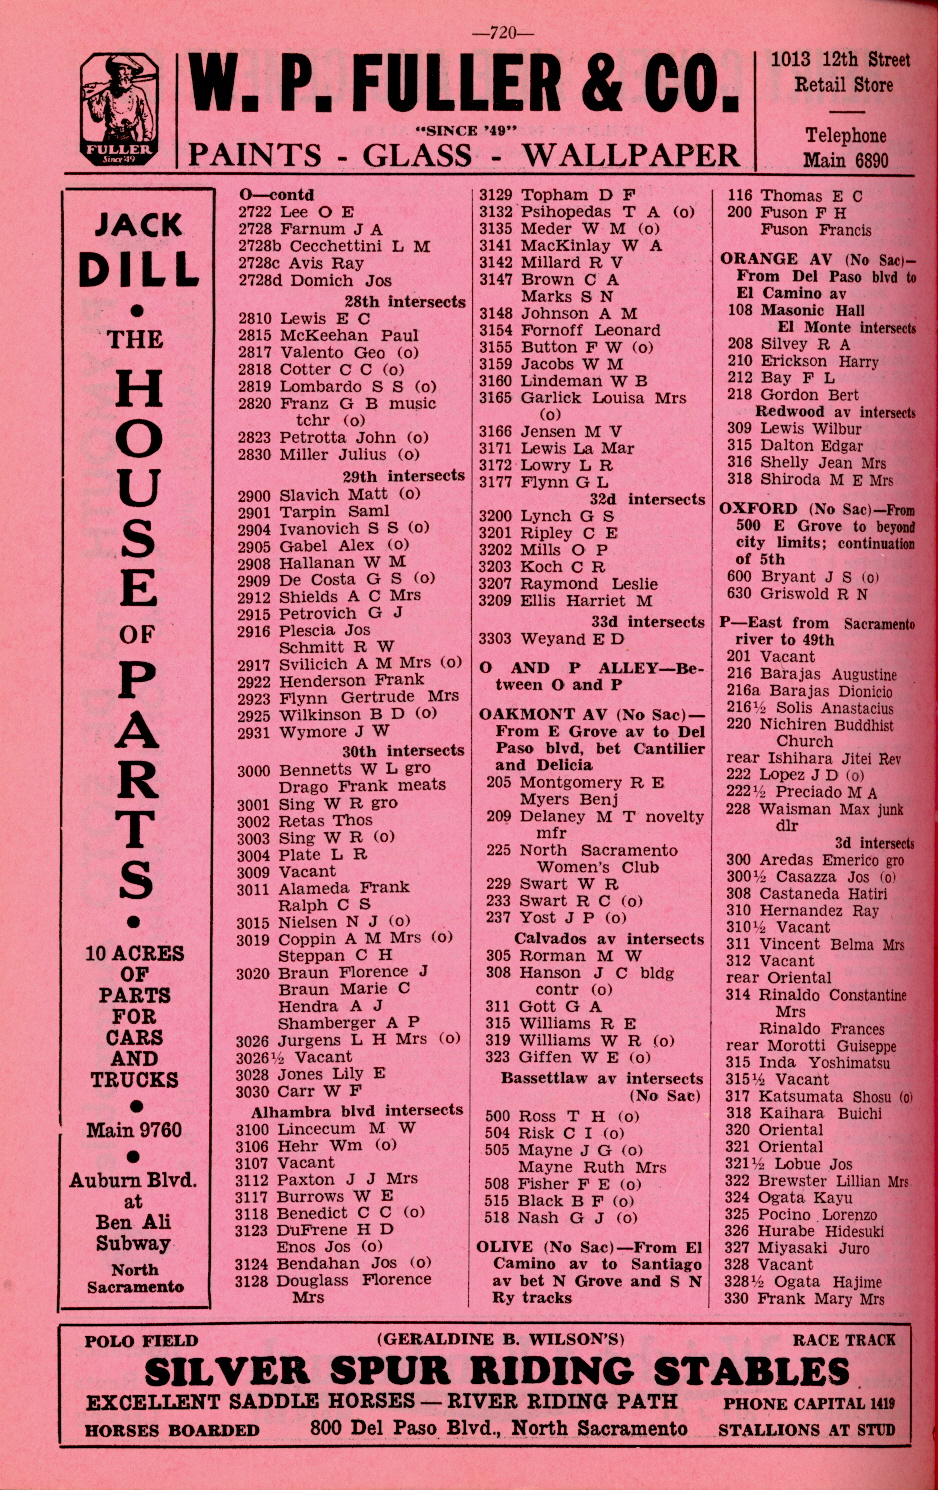 —720—
FULLER
Since '49
W. P. FULLER & CO.
"SINCE '49"
PAINTS - GLASS - WALLPAPER
1013 12th Street
Retail Store
Telephone
Main 6890
JACK
DILL
•
THE
H
O
U
S
E
OF
P
A
R
T
S
•
10 ACRES
OF
PARTS
FOR
CARS
AND
TRUCKS
•
Main 9760
•
Auburn Blvd.
at
Ben Ali
Subway
North
Sacramento
O—contd
2722 Lee O E
2728 Farnum J A
2728b Cecchettini L M
2728c Avis Ray
2728d Domich Jos
28th intersects
2810 Lewis E C
2815 McKeehan Paul
2817 Valento Geo (o)
2818 Cotter C C (o)
2819 Lombardo S S (o)
2820 Franz G B music
tchr (o)
2823 Petrotta John (o)
2830 Miller Julius (o)
29th intersects
2900 Slavich Matt (o)
2901 Tarpin Saml
2904 Ivanovich S S (o)
2905 Gabel Alex (o)
2908 Hallanan W M
2909 De Costa G S (o)
2912 Shields A C Mrs
2915 Petrovich G J
2916 Plescia Jos
Schmitt R W
2917 Svilicich A M Mrs (o)
2922 Henderson Frank
2923 Flynn Gertrude Mrs
2925 Wilkinson B D (o)
2931 Wymore J W
30th intersects
3000 Bennetts W L gro
Drago Frank meats
3001 Sing W R gro
3002 Retas Thos
3003 Sing W R (o)
3004 Plate L R
3009 Vacant
3011 Alameda Frank
Ralph C S
3015 Nielsen N J (o)
3019 Coppin A M Mrs (o)
Steppan C H
3020 Braun Florence J
Braun Marie C
Hendra A J
Shamberger A P
3026 Jurgens L H Mrs (o)
3026½ Vacant
3028 Jones Lily E
3030 Carr W F
Alhambra blvd intersects
3100 Lincecum M W
3106 Hehr Wm (o)
3107 Vacant
3112 Paxton J J Mrs
3117 Burrows W E
3118 Benedict C C (o)
3123 DuFrene H D
Enos Jos (o)
3124 Bendahan Jos (o)
3128 Douglass Florence
Mrs
3129 Topham D F
3132 Psihopedas T A (o)
3135 Meder W M (o)
3141 MacKinlay W A
3142 Millard R V
3147 Brown C A
Marks S N
3148 Johnson A M
3154 Fornoff Leonard
3155 Button F W (o)
3159 Jacobs W M
3160 Lindeman W B
3165 Garlick Louisa Mrs
(o)
3166 Jensen M V
3171 Lewis La Mar
3172 Lowry L R
3177 Flynn G L
32d intersects
3200 Lynch G S
3201 Ripley C E
3202 Mills O P
3203 Koch C R
3207 Raymond Leslie
3209 Ellis Harriet M
33d intersects
3303 Weyand E D
O AND P ALLEY—Be-
tween O and P
OAKMONT AV (No Sac)—
From E Grove av to Del
Paso blvd, bet Cantilier
and Delicia
205 Montgomery R E
Myers Benj
209 Delaney M T novelty
mfr
225 North Sacramento
Women's Club
229 Swart W R
233 Swart R C (o)
237 Yost J P (o)
Calvados av intersects
305 Rorman M W
308 Hanson J C bldg
contr (o)
311 Gott G A
315 Williams R E
319 Williams W R (o)
323 Giffen W E (o)
Bassettlaw av intersects
(No Sac)
500 Ross T H (o)
504 Risk C I (o)
505 Mayne J G (o)
Mayne Ruth Mrs
508 Fisher F E (o)
515 Black B F (o)
518 Nash G J (o)
OLIVE (No Sac)—From El
Camino av to Santiago
av bet N Grove and S N
Ry tracks
116 Thomas E C
200 Fuson F H
Fuson Francis
ORANGE AV (No Sac)—
From Del Paso blvd to
El Camino av
108 Masonic Hall
El Monte intersects
208 Silvey R A
210 Erickson Harry
212 Bay F L
218 Gordon Bert
Redwood av intersects
309 Lewis Wilbur
315 Dalton Edgar
316 Shelly Jean Mrs
318 Shiroda M E Mrs
OXFORD (No Sac)—From
500 E Grove to beyond
city limits; continuation
of 5th
600 Bryant J S (o)
630 Griswold R N
P—East from Sacramento
river to 49th
201 Vacant
216 Barajas Augustine
216a Barajas Dionicio
216½ Solis Anastacius
220 Nichiren Buddhist
Church
rear Ishihara Jitei Rev
222 Lopez J D (o)
222½ Preciado M A
228 Waisman Max junk
dlr
3d intersects
300 Aredas Emerico gro
300½ Casazza Jos (o)
308 Castaneda Hatiri
310 Hernandez Ray
310½ Vacant
311 Vincent Belma Mrs
312 Vacant
rear Oriental
314 Rinaldo Constantine
Mrs
Rinaldo Frances
rear Morotti Guiseppe
315 Inda Yoshimatsu
315½ Vacant
317 Katsumata Shosu (o)
318 Kaihara Buichi
320 Oriental
321 Oriental
321½ Lobue Jos
322 Brewster Lillian Mrs
324 Ogata Kayu
325 Pocino Lorenzo
326 Hurabe Hidesuki
327 Miyasaki Juro
328 Vacant
328½ Ogata Hajime
330 Frank Mary Mrs
POLO FIELD (GERALDINE B. WILSON'S) RACE TRACK
SILVER SPUR RIDING STABLES
EXCELLENT SADDLE HORSES — RIVER RIDING PATH PHONE CAPITAL 1419
HORSES BOARDED 800 Del Paso Blvd., North Sacramento STALLIONS AT STUD